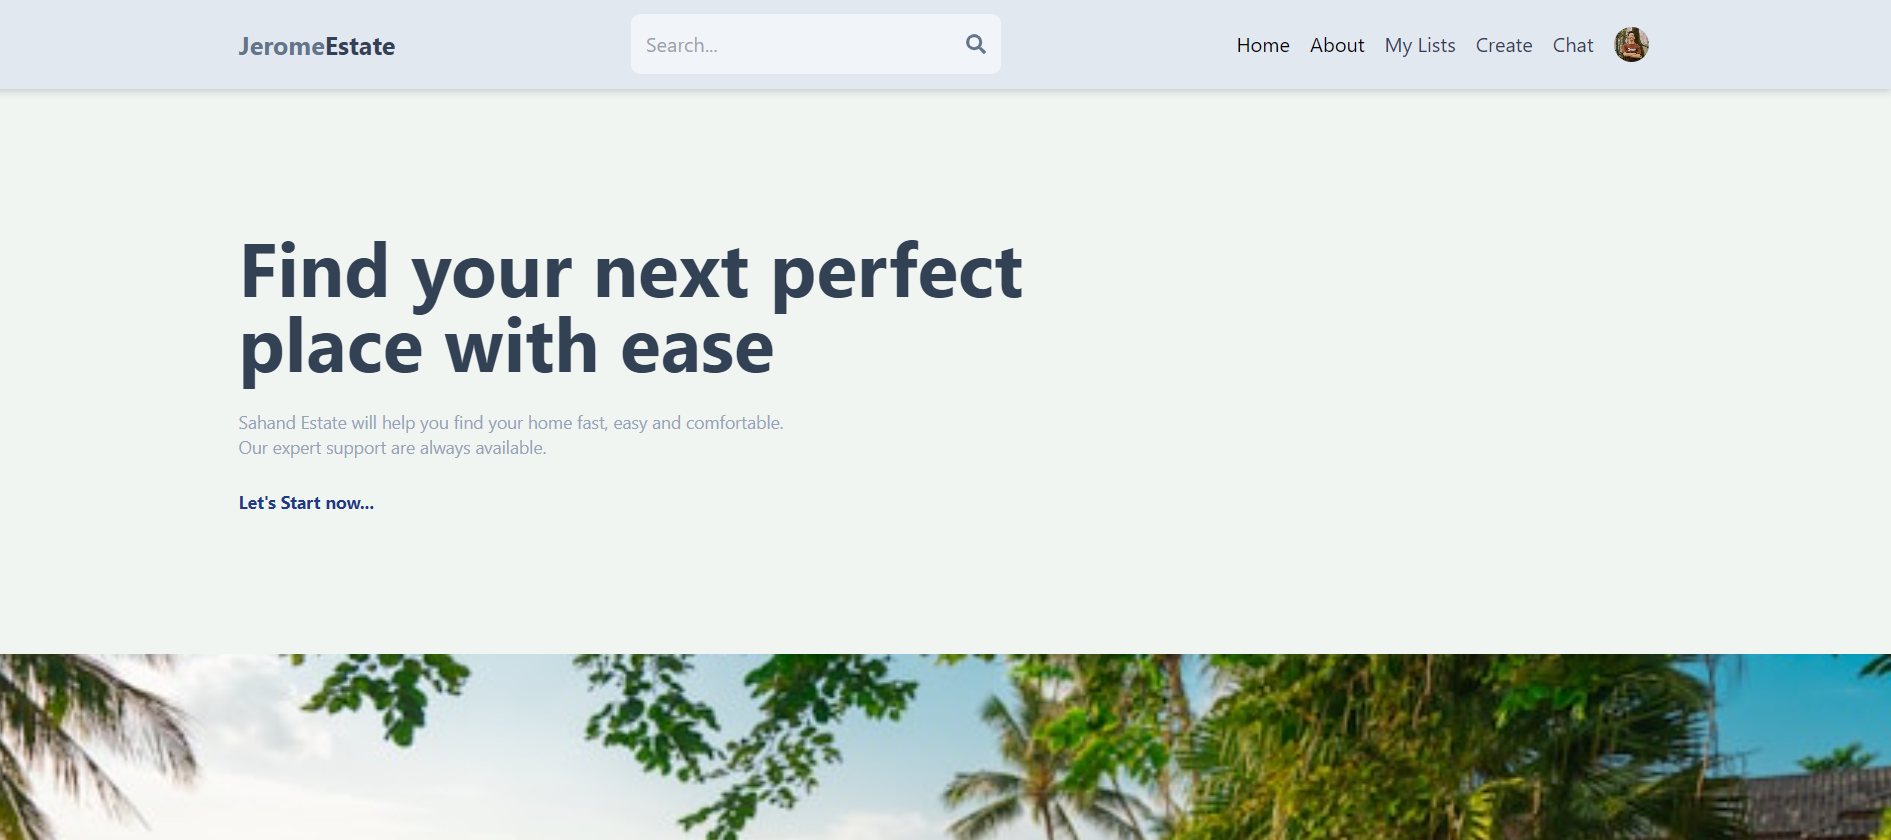 JeromeEstate
Search...
Home About My Lists Create Chat
Find your next perfect
place with ease
Sahand Estate will help you find your home fast, easy and comfortable.
Our expert support are always available.
Let's Start now...